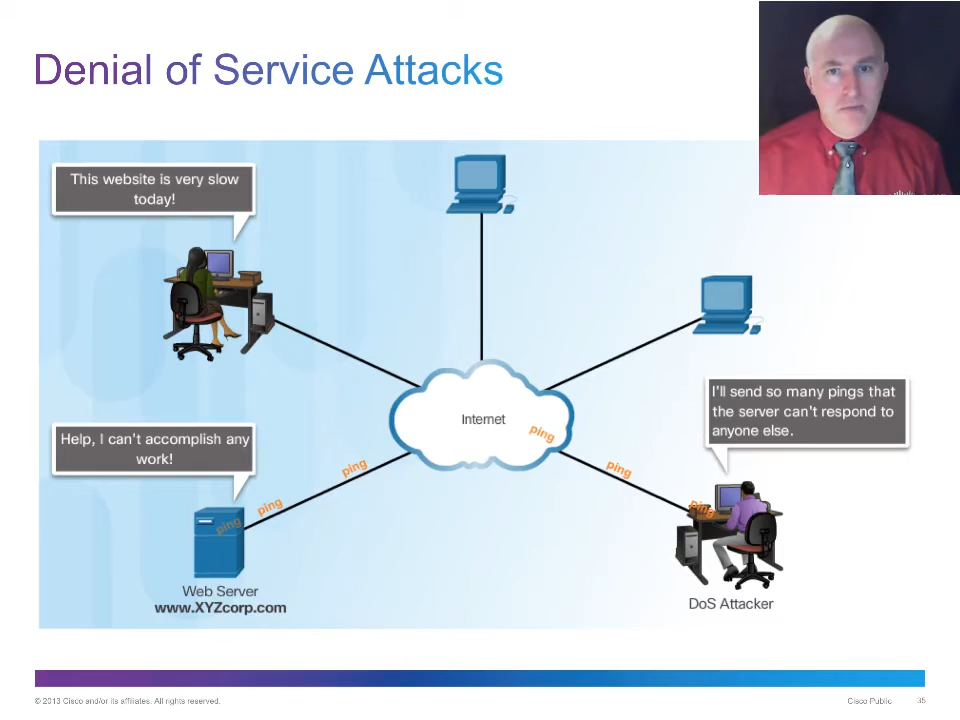 Denial of Service Attacks
This website is very slow
today!
I'll send so many pings that
the server can't respond to
anyone else.
Internet
ping
Help, I can't accomplish any
work!
ping
ping
ping
ping
ping
Web Server
www.XYZcorp.com
DoS Attacker
© 2013 Cisco and/or its affiliates. All rights reserved.
Cisco Public
35